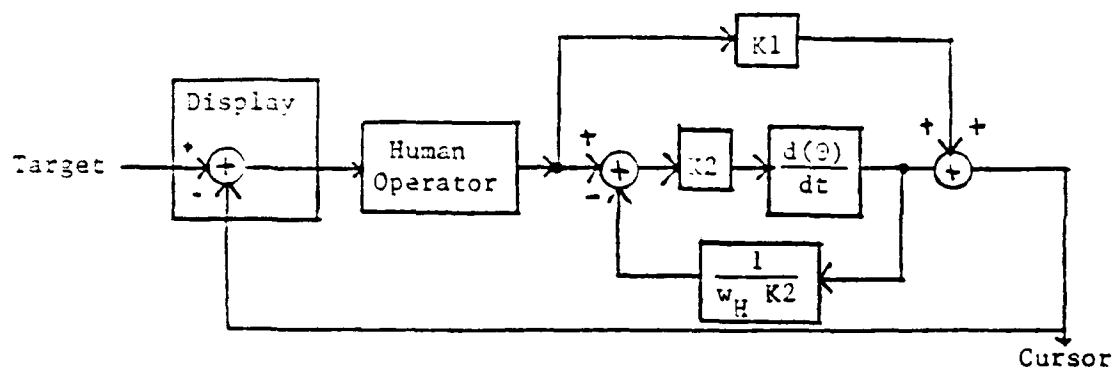 K1
Display
Target
+
-
+
Human
Operator
+
-
+
K2
d(θ)
dt
+
+
+
1
w_H K2
Cursor